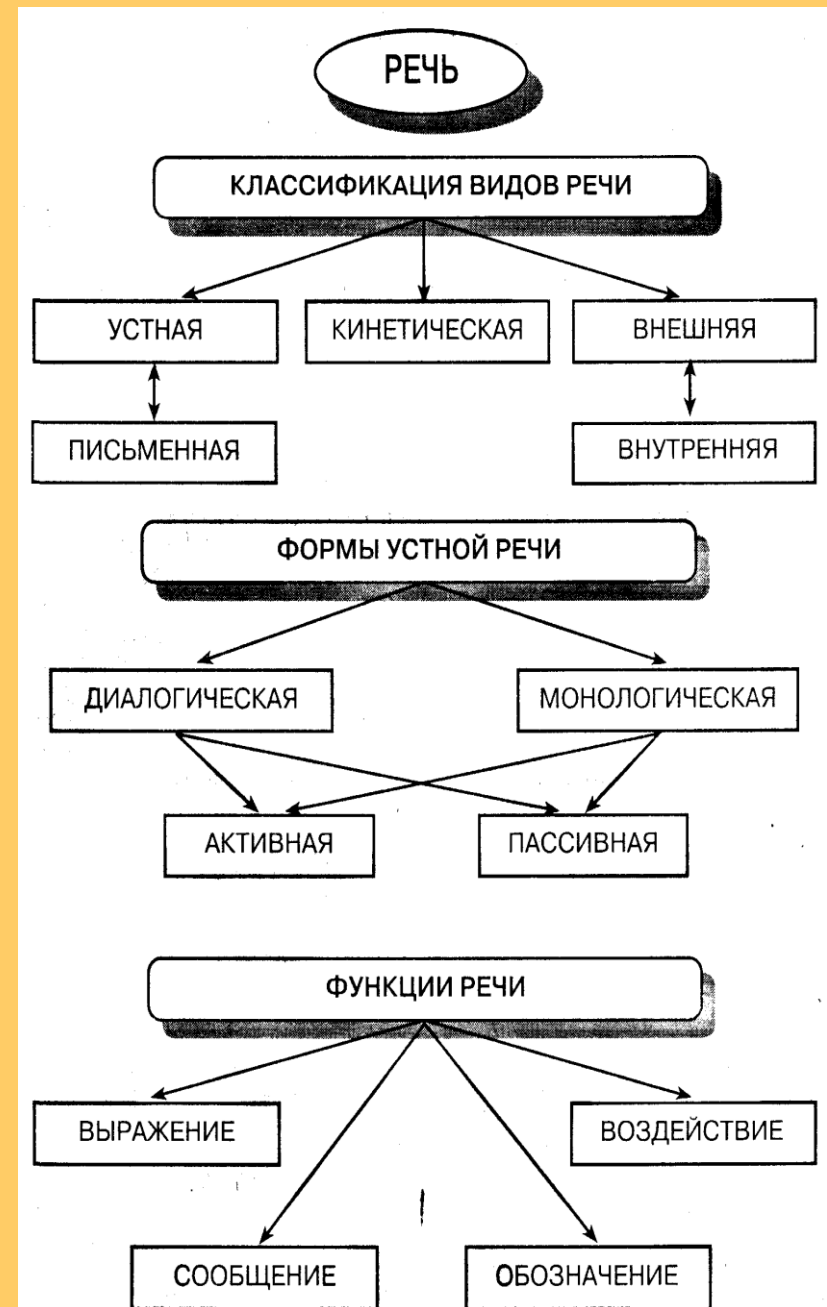 РЕЧЬ
КЛАССИФИКАЦИЯ ВИДОВ РЕЧИ
УСТНАЯ КИНЕТИЧЕСКАЯ ВНЕШНЯЯ
ПИСЬМЕННАЯ ВНУТРЕННЯЯ
ФОРМЫ УСТНОЙ РЕЧИ
ДИАЛОГИЧЕСКАЯ МОНОЛОГИЧЕСКАЯ
АКТИВНАЯ ПАССИВНАЯ
ФУНКЦИИ РЕЧИ
ВЫРАЖЕНИЕ ВОЗДЕЙСТВИЕ
СООБЩЕНИЕ ОБОЗНАЧЕНИЕ